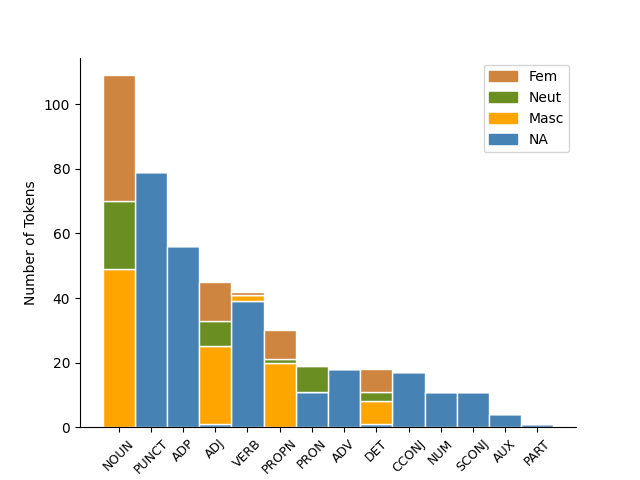 Fem
Neut
Masc
NA
Number of Tokens
100
80
60
40
20
0
NOUN
PUNCT
ADP
ADJ
VERB
PROPN
PRON
ADV
DET
CCONJ
NUM
SCONJ
AUX
PART